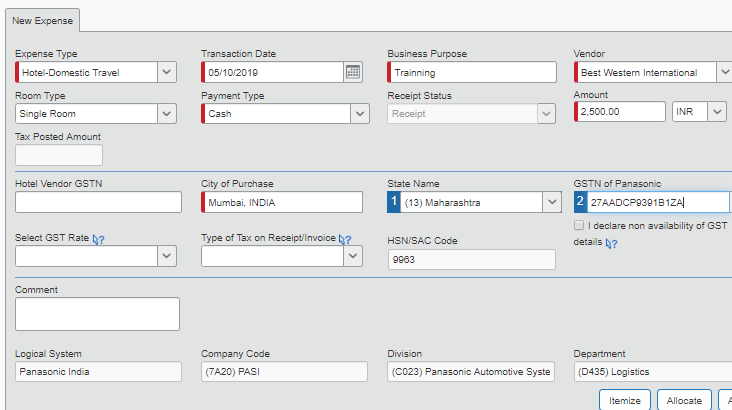 New Expense
Expense Type Transaction Date Business Purpose Vendor
Hotel-Domestic Travel 05/10/2019 Trainning Best Western International
Room Type Payment Type Receipt Status Amount
Single Room Cash Receipt 2,500.00 INR
Tax Posted Amount
Hotel Vendor GSTN City of Purchase State Name GSTN of Panasonic
Mumbai, INDIA 1 (13) Maharashtra 2 27AADCP9391B1ZA
Select GST Rate ? Type of Tax on Receipt/Invoice ? HSN/SAC Code I declare non availability of GST
details ?
9963
Comment
Logical System Company Code Division Department
Panasonic India (7A20) PASI (C023) Panasonic Automotive Syste (D435) Logistics
Itemize Allocate A